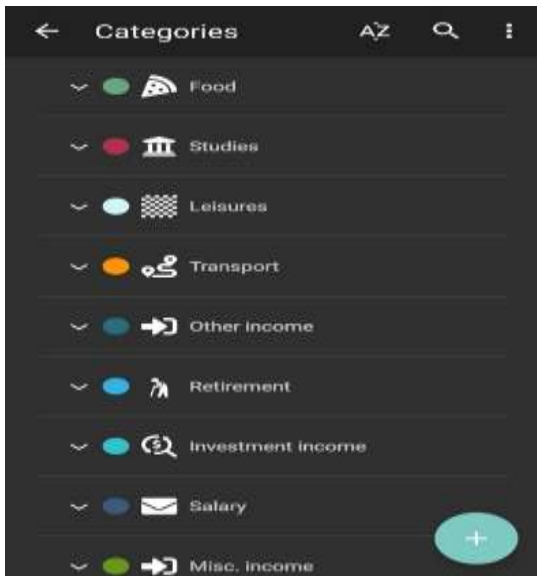 Categories AZ
Food
Studies
Leisures
Transport
Other income
Retirement
Investment income
Salary
Misc. income